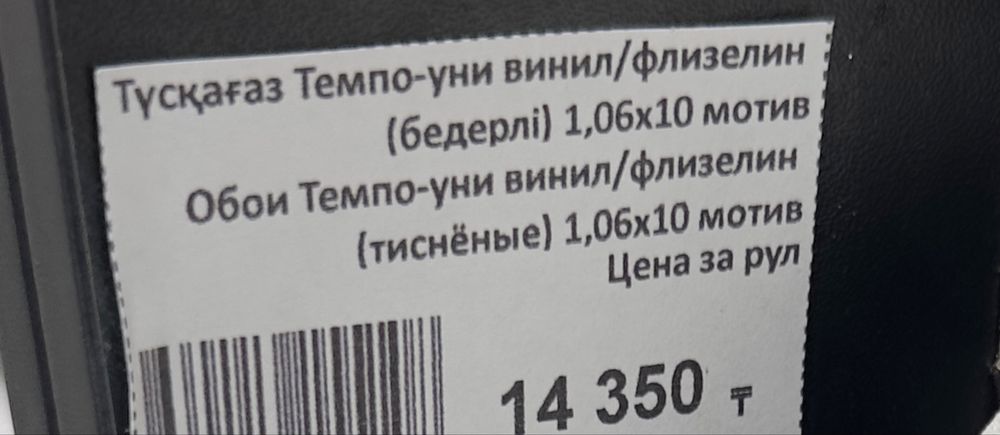 Тұсқағаз Темпо-уни винил/флизелин
(бедерлі) 1,06х10 мотив
Обои Темпо-уни винил/флизелин
(тиснёные) 1,06х10 мотив
Цена за рул
14 350 ₸